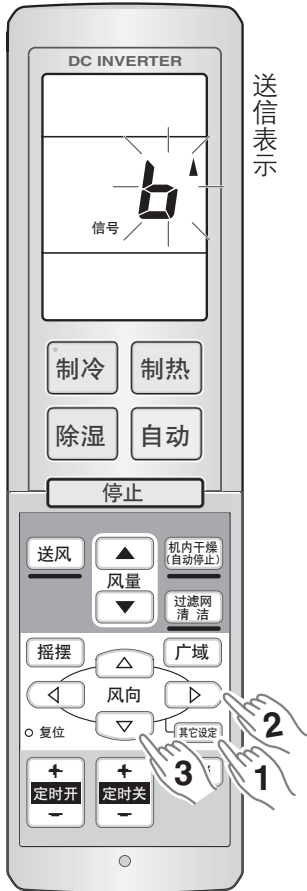 DC INVERTER
送信表示
b
信号
制冷
制热
除湿
自动
停止
送风
风量
机内干燥
(自动停止)
过滤网
清 洁
摇摆
广域
风向
复位
其它设定
2
3
1
+
定时开
−
+
定时关
−